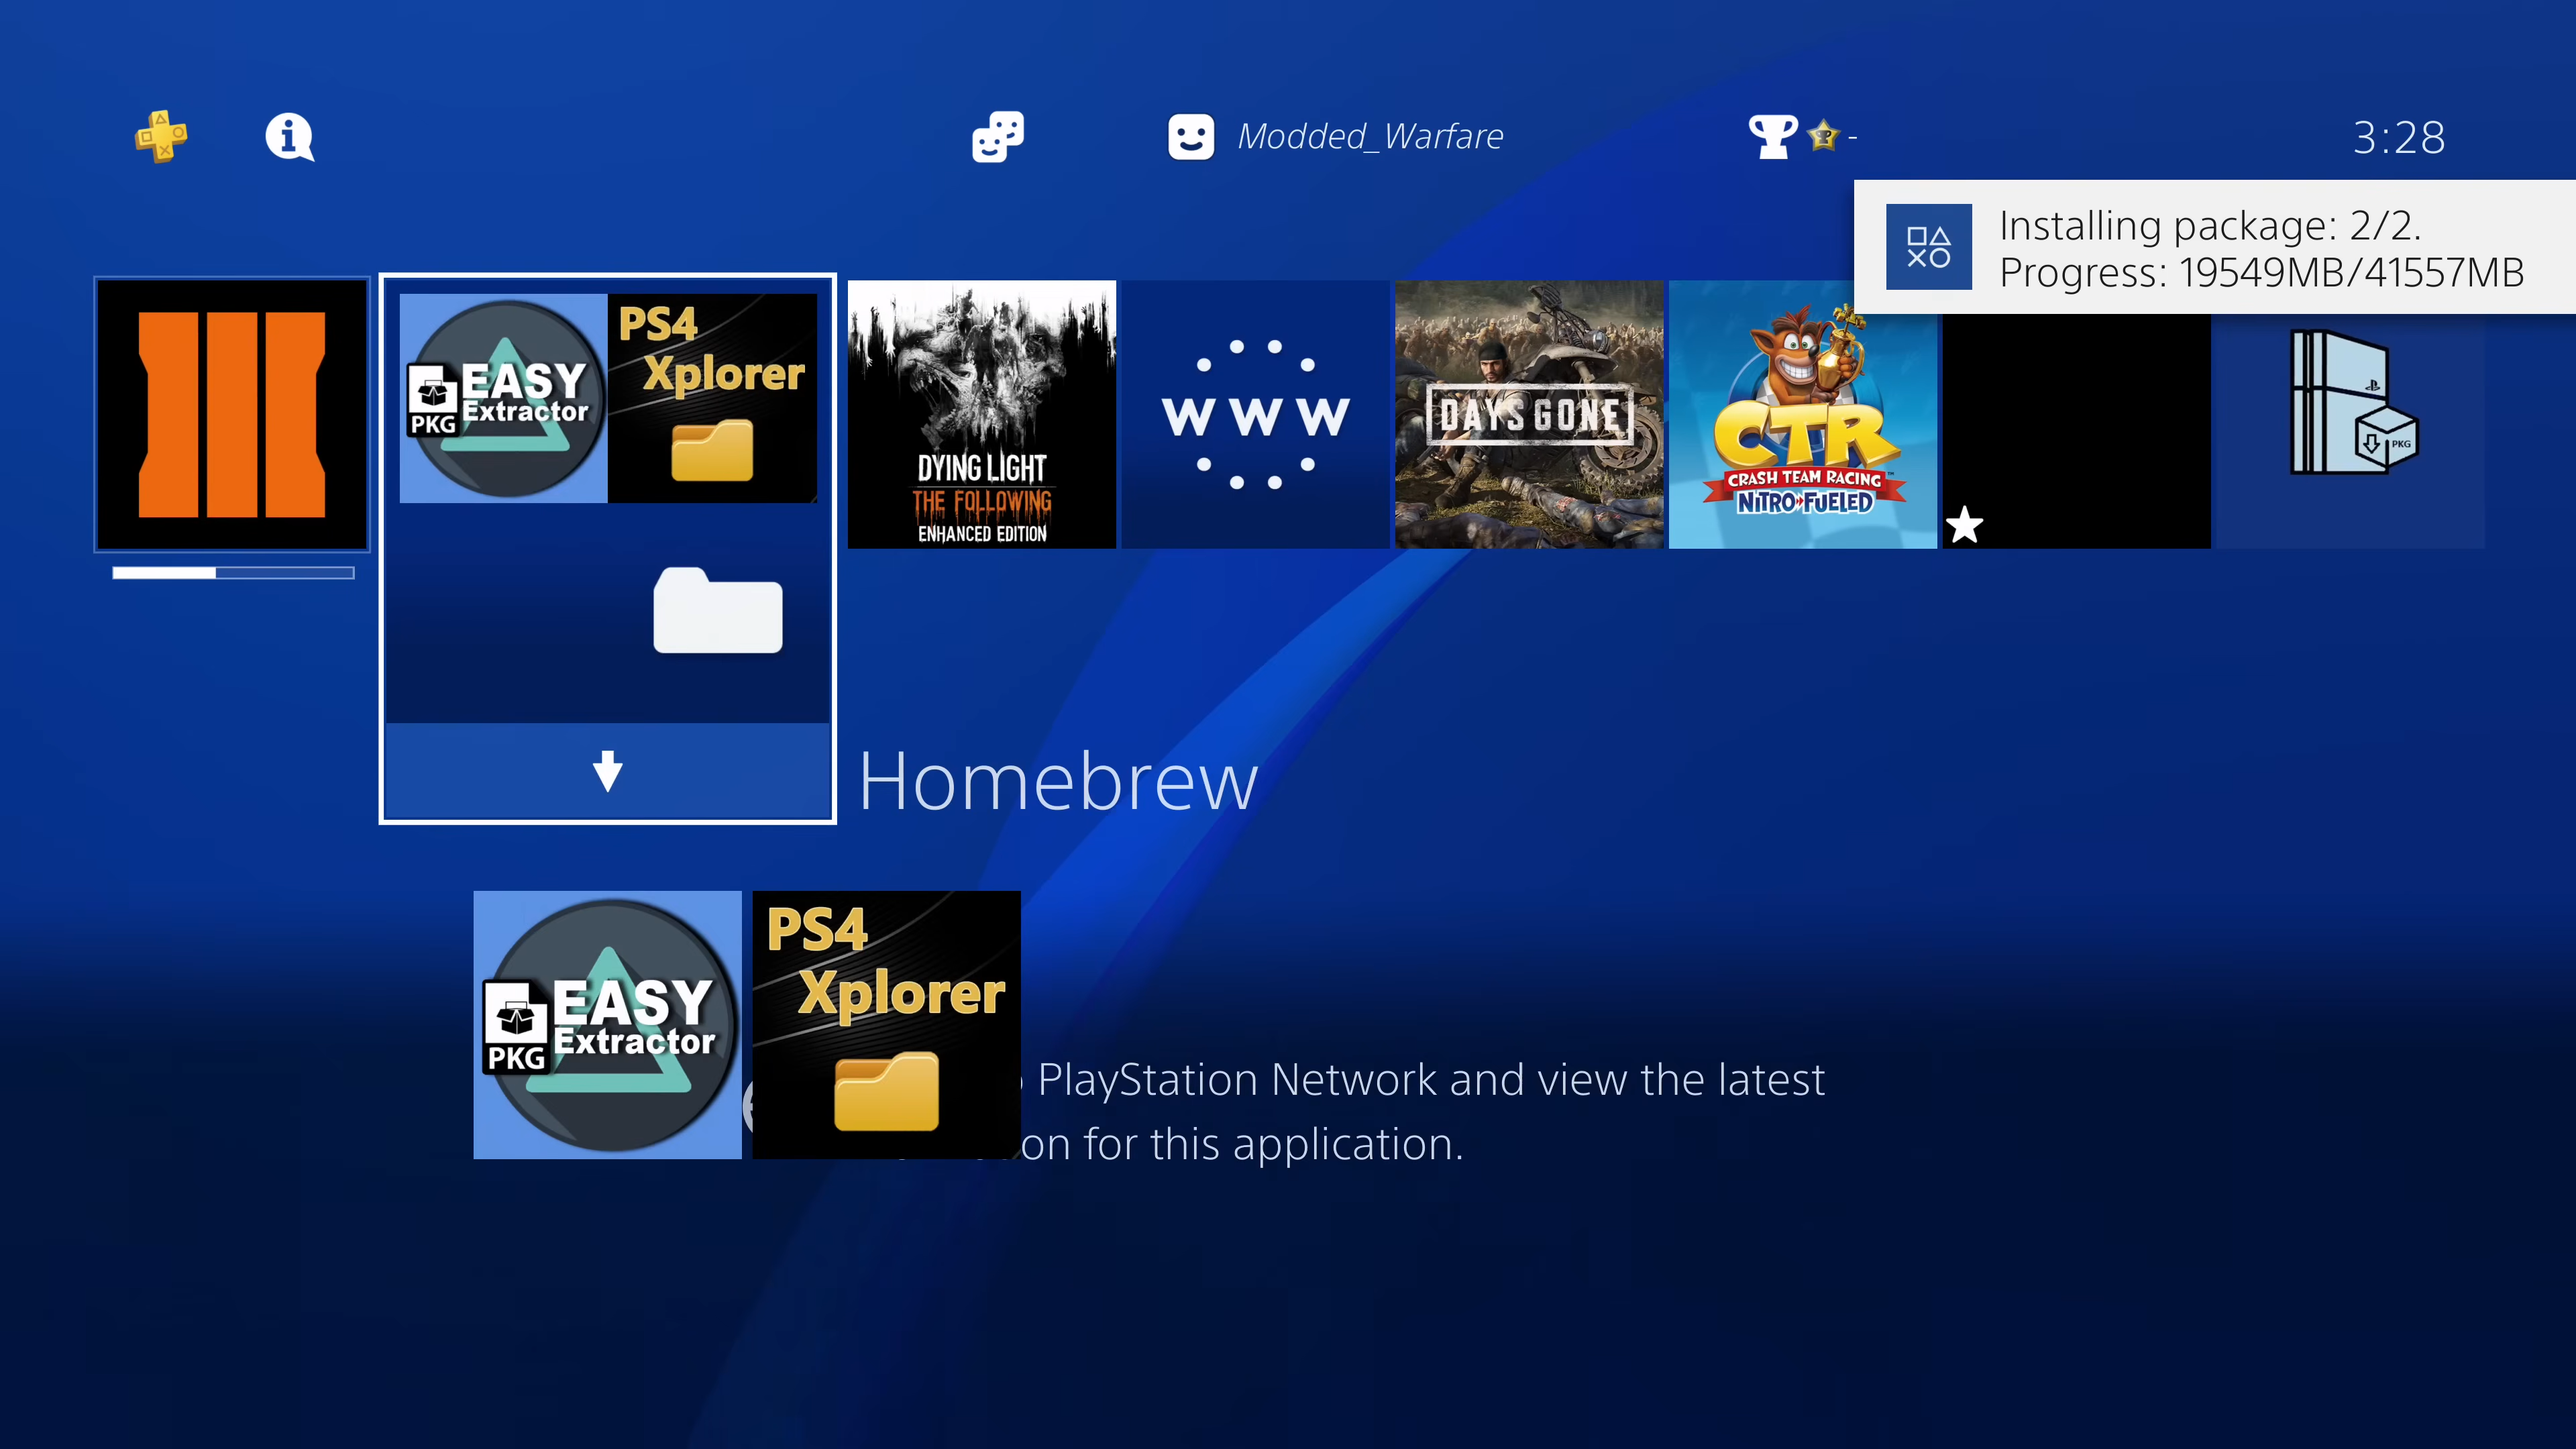 Modded_Warfare
-
3:28
Installing package: 2/2.
Progress: 19549MB/41557MB
III
PKG
EASY
Extractor
PS4
Xplorer
DYING LIGHT
THE FOLLOWING
ENHANCED EDITION
WWW
DAYS GONE
CTR
CRASH TEAM RACING
NITRO-FUELED
PKG
Homebrew
PKG
EASY
Extractor
PS4
Xplorer
PlayStation Network and view the latest
on for this application.